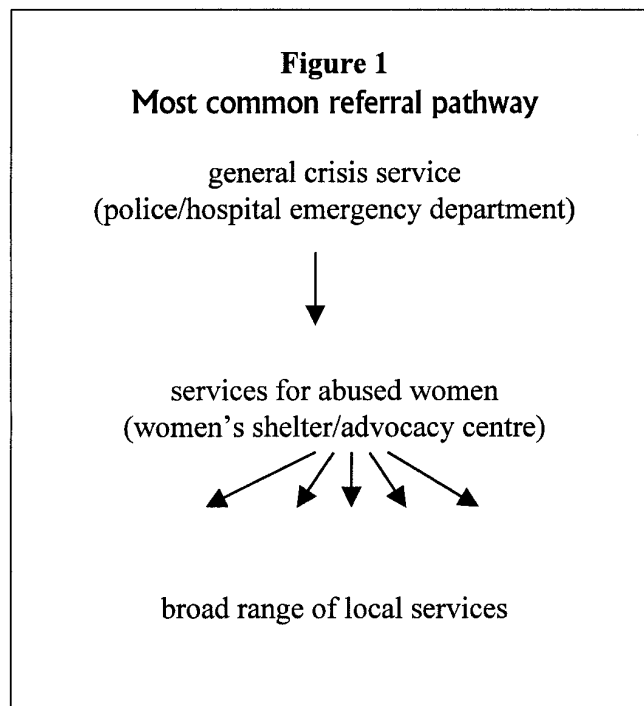 Figure 1
Most common referral pathway
general crisis service
(police/hospital emergency department)
services for abused women
(women's shelter/advocacy centre)
broad range of local services